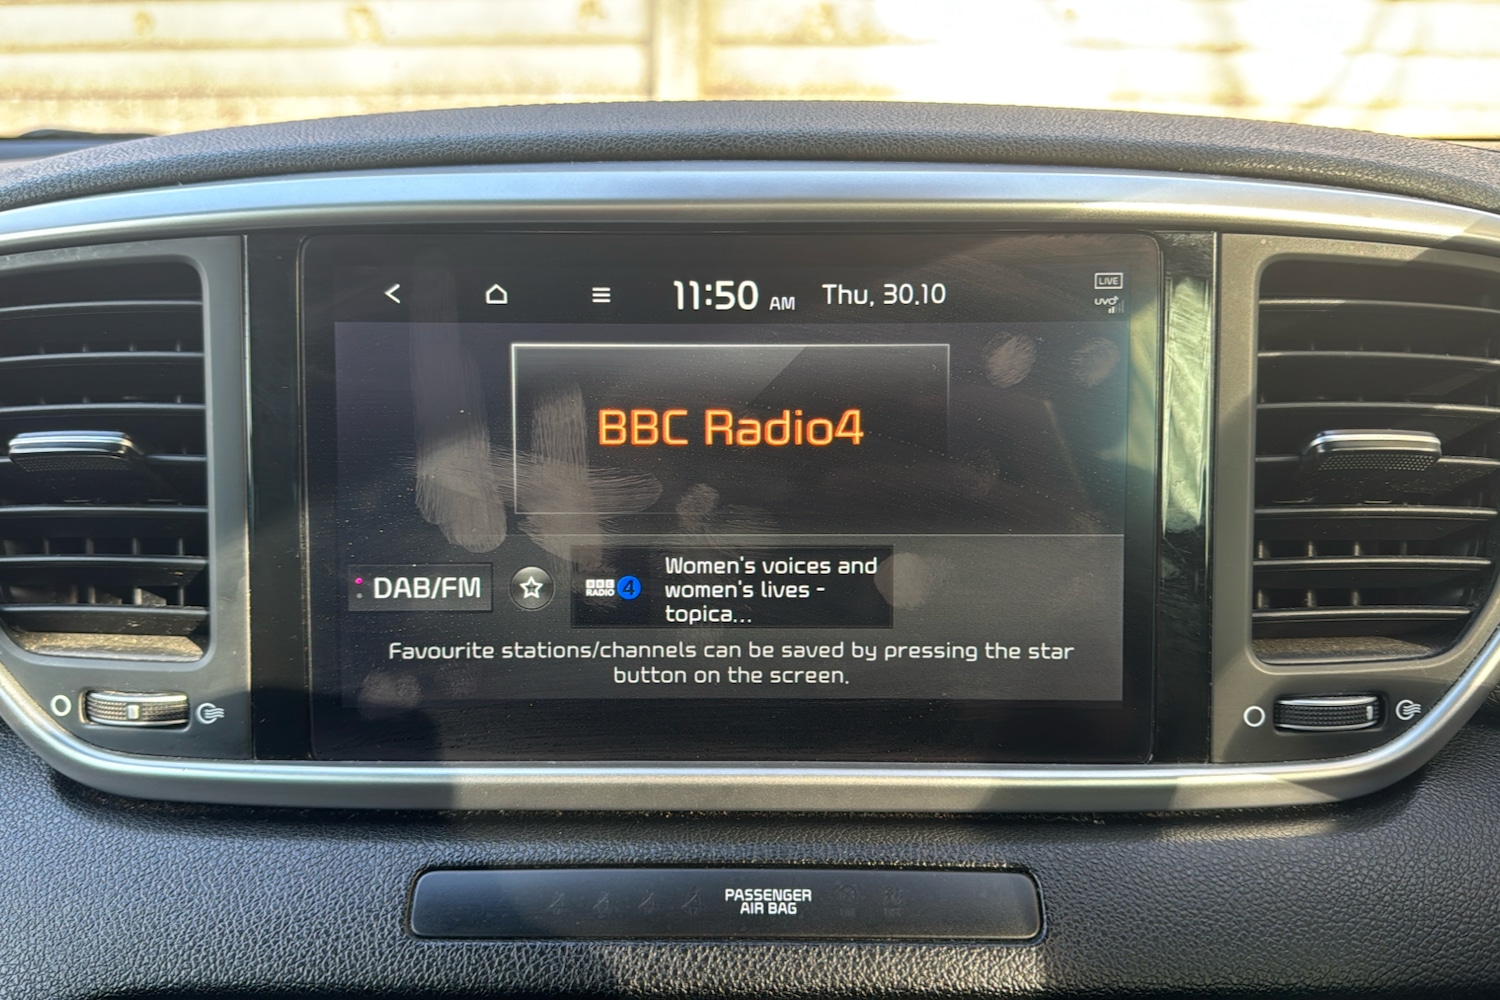 11:50 AM Thu, 30.10
LIVE
UVO
BBC Radio4
DAB/FM
BBC
RADIO 4
Women's voices and
women's lives -
topica...
Favourite stations/channels can be saved by pressing the star
button on the screen.
PASSENGER
AIR BAG